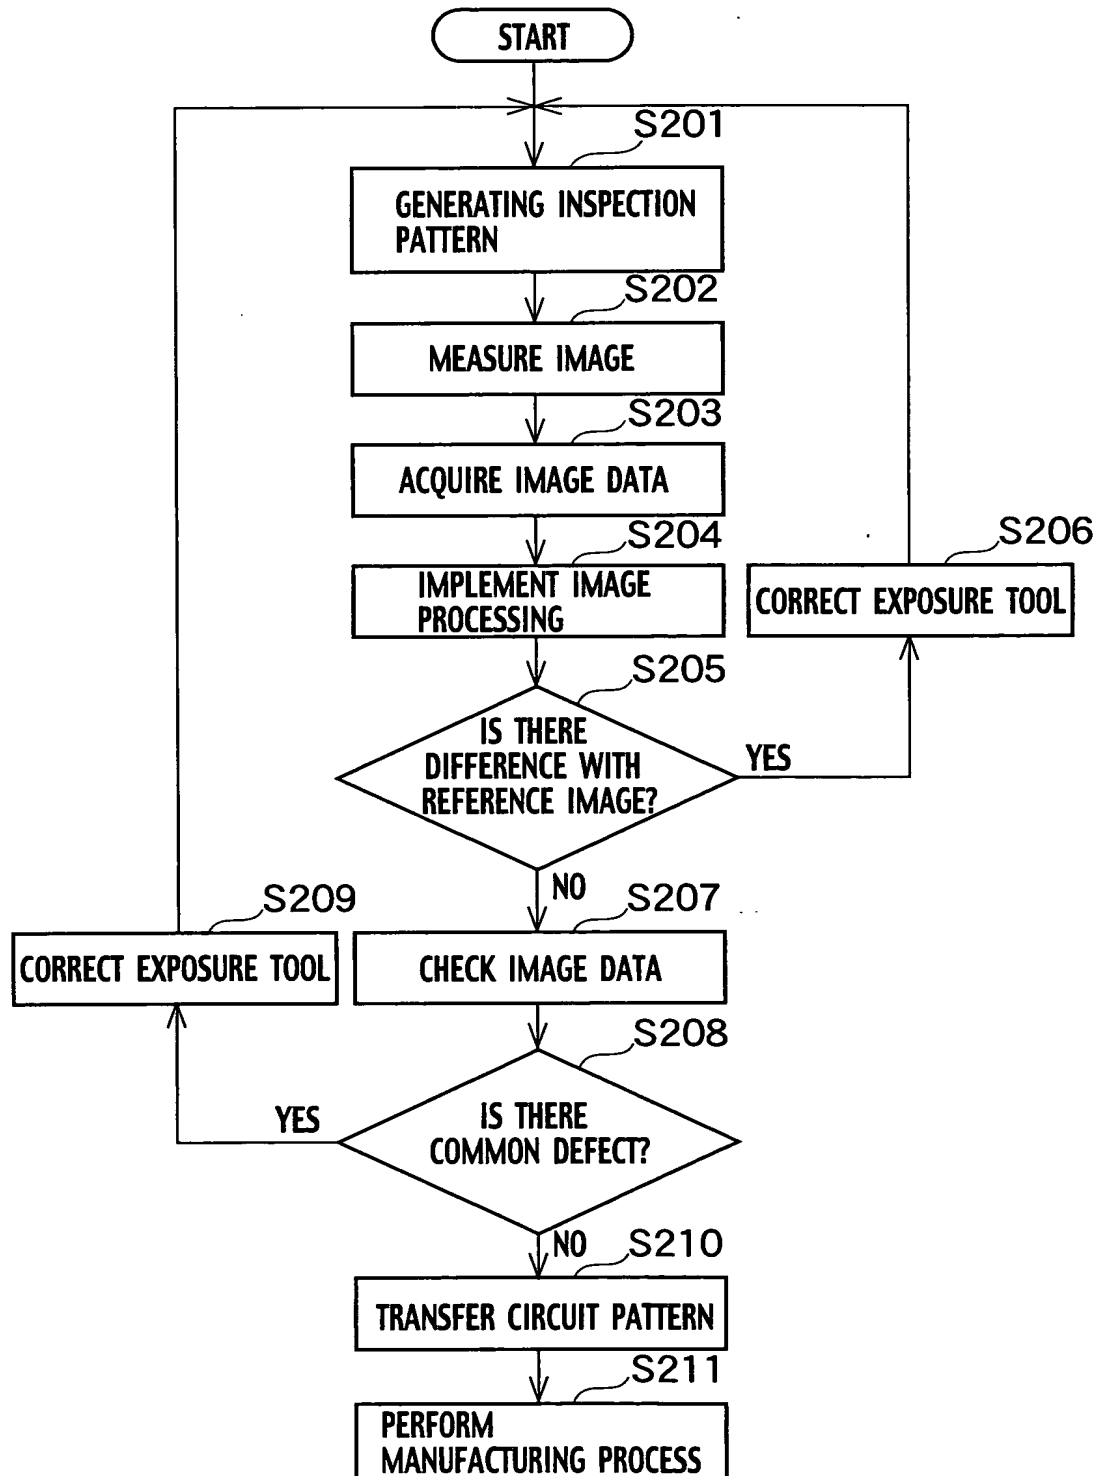 START
S201
GENERATING INSPECTION
PATTERN
S202
MEASURE IMAGE
S203
ACQUIRE IMAGE DATA
S204
IMPLEMENT IMAGE
PROCESSING
S206
CORRECT EXPOSURE TOOL
S205
IS THERE
DIFFERENCE WITH
REFERENCE IMAGE?
YES
NO
S207
CHECK IMAGE DATA
S209
CORRECT EXPOSURE TOOL
S208
IS THERE
COMMON DEFECT?
YES
NO
S210
TRANSFER CIRCUIT PATTERN
S211
PERFORM
MANUFACTURING PROCESS